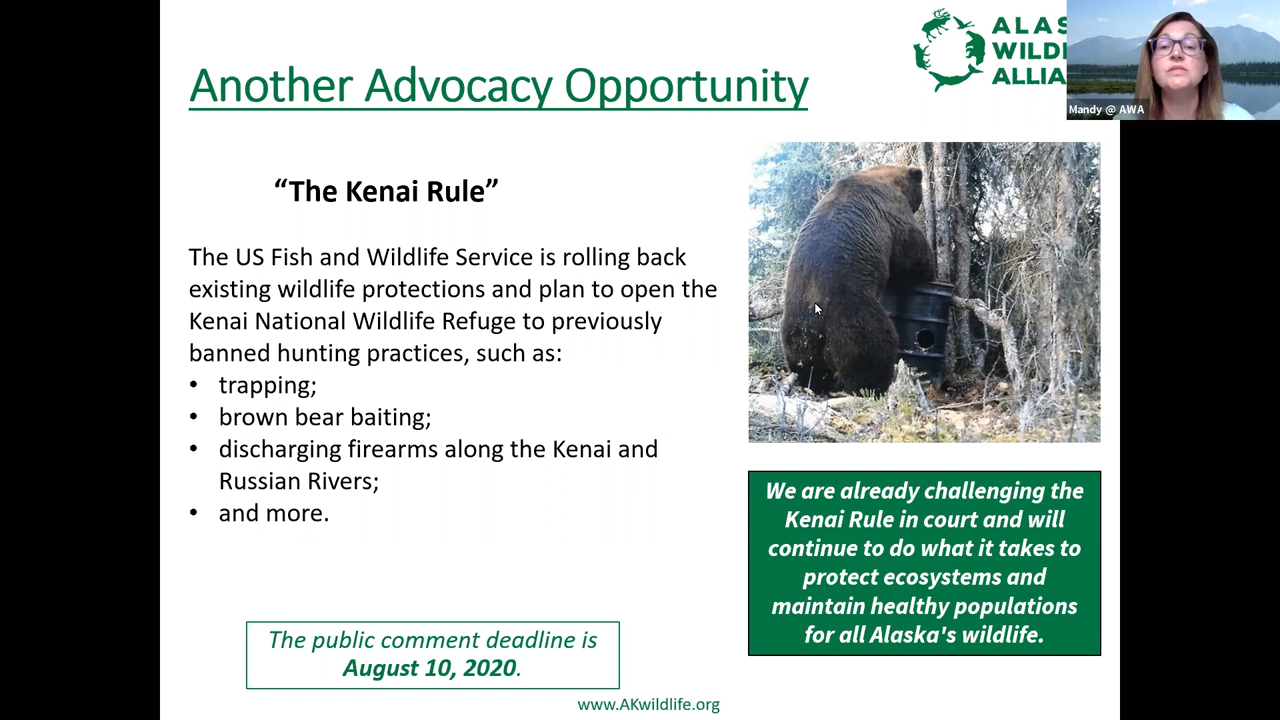 ALAS
WILD
ALLIA
Mandy @ AWA
Another Advocacy Opportunity
“The Kenai Rule”
The US Fish and Wildlife Service is rolling back
existing wildlife protections and plan to open the
Kenai National Wildlife Refuge to previously
banned hunting practices, such as:
• trapping;
• brown bear baiting;
• discharging firearms along the Kenai and
Russian Rivers;
• and more.
We are already challenging the
Kenai Rule in court and will
continue to do what it takes to
protect ecosystems and
maintain healthy populations
for all Alaska's wildlife.
The public comment deadline is
August 10, 2020.
www.AKwildlife.org